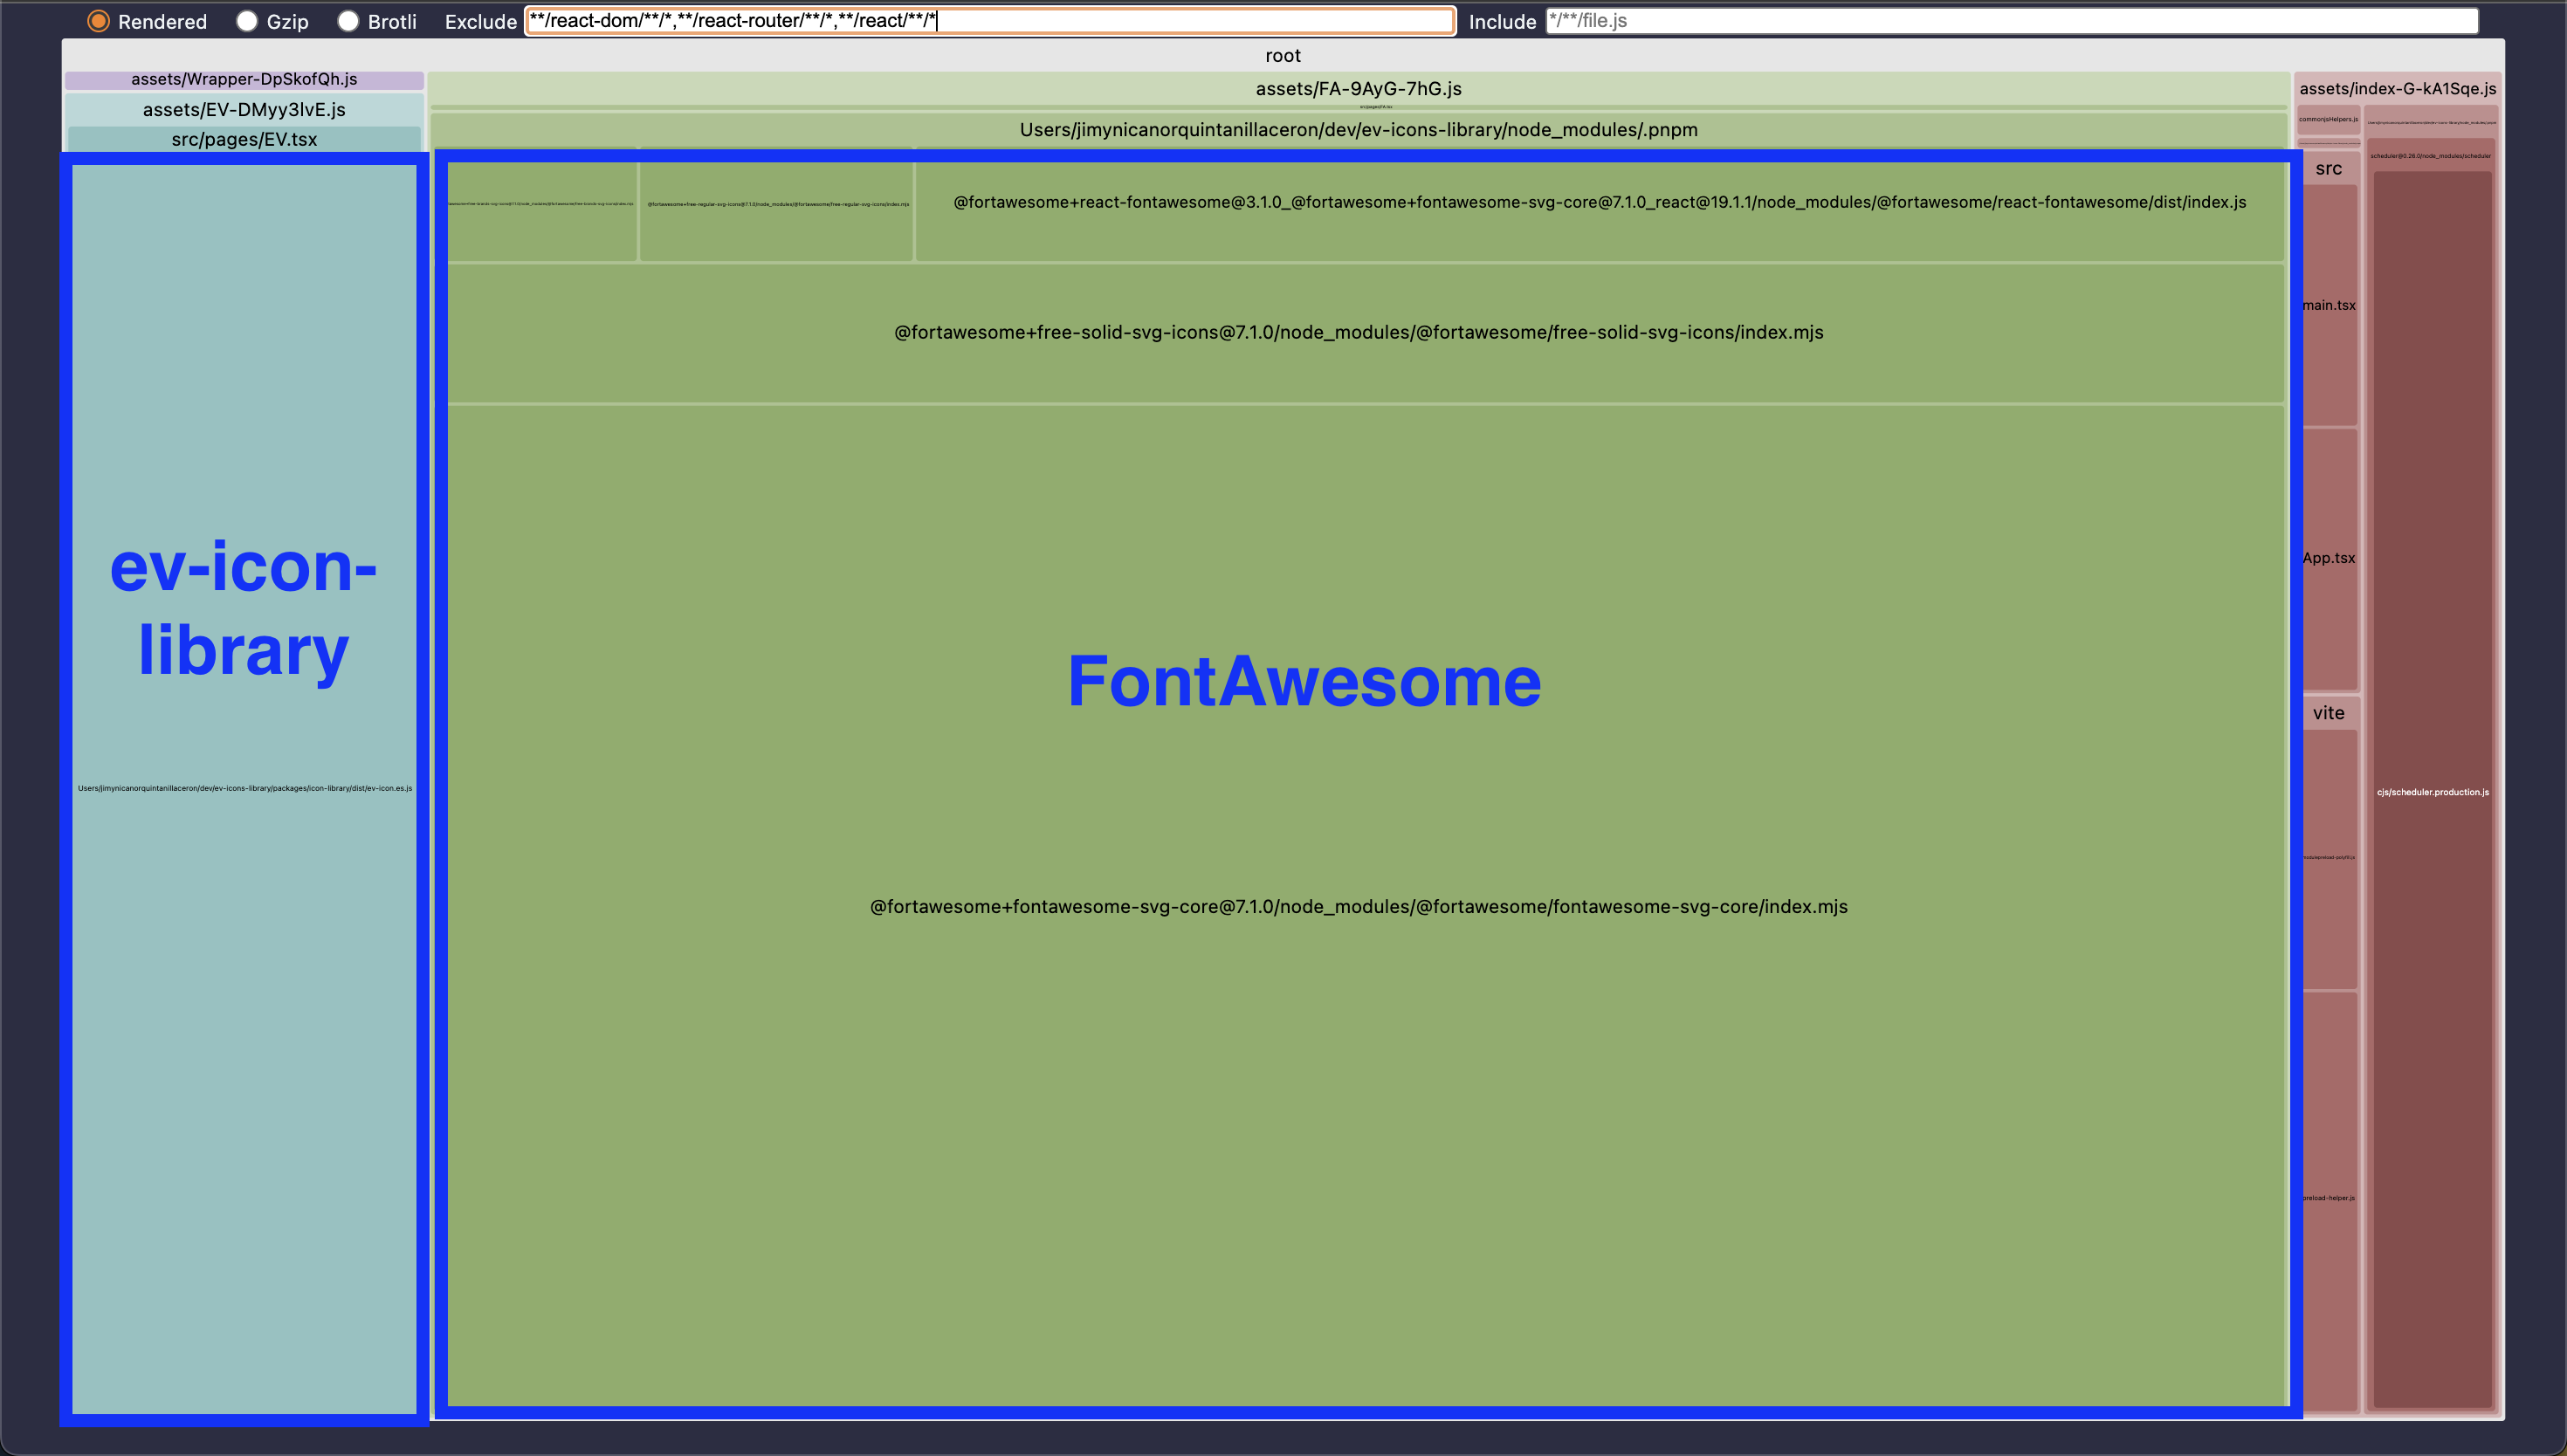 Rendered Gzip Brotli Exclude **/react-dom/**/*,**/react-router/**/*,**/react/**/* Include */**/file.js
root
assets/Wrapper-DpSkofQh.js
assets/EV-DMyy3lvE.js
src/pages/EV.tsx
ev-icon-
library
Users/jimynicanorquintanillaceron/dev/ev-icons-library/packages/icon-library/dist/ev-icon.es.js
assets/FA-9AyG-7hG.js
src/pages/FA.tsx
Users/jimynicanorquintanillaceron/dev/ev-icons-library/node_modules/.pnpm
@fortawesome+free-regular-svg-icons@7.1.0/node_modules/@fortawesome/free-regular-svg-icons/index.mjs
@fortawesome+react-fontawesome@3.1.0_@fortawesome+fontawesome-svg-core@7.1.0_react@19.1.1/node_modules/@fortawesome/react-fontawesome/dist/index.js
@fortawesome+free-solid-svg-icons@7.1.0/node_modules/@fortawesome/free-solid-svg-icons/index.mjs
FontAwesome
@fortawesome+fontawesome-svg-core@7.1.0/node_modules/@fortawesome/fontawesome-svg-core/index.mjs
assets/index-G-kA1Sqe.js
commonjsHelpers.js
src
main.tsx
App.tsx
vite
preload-helper.js
scheduler@0.26.0/node_modules/scheduler
cjs/scheduler.production.js